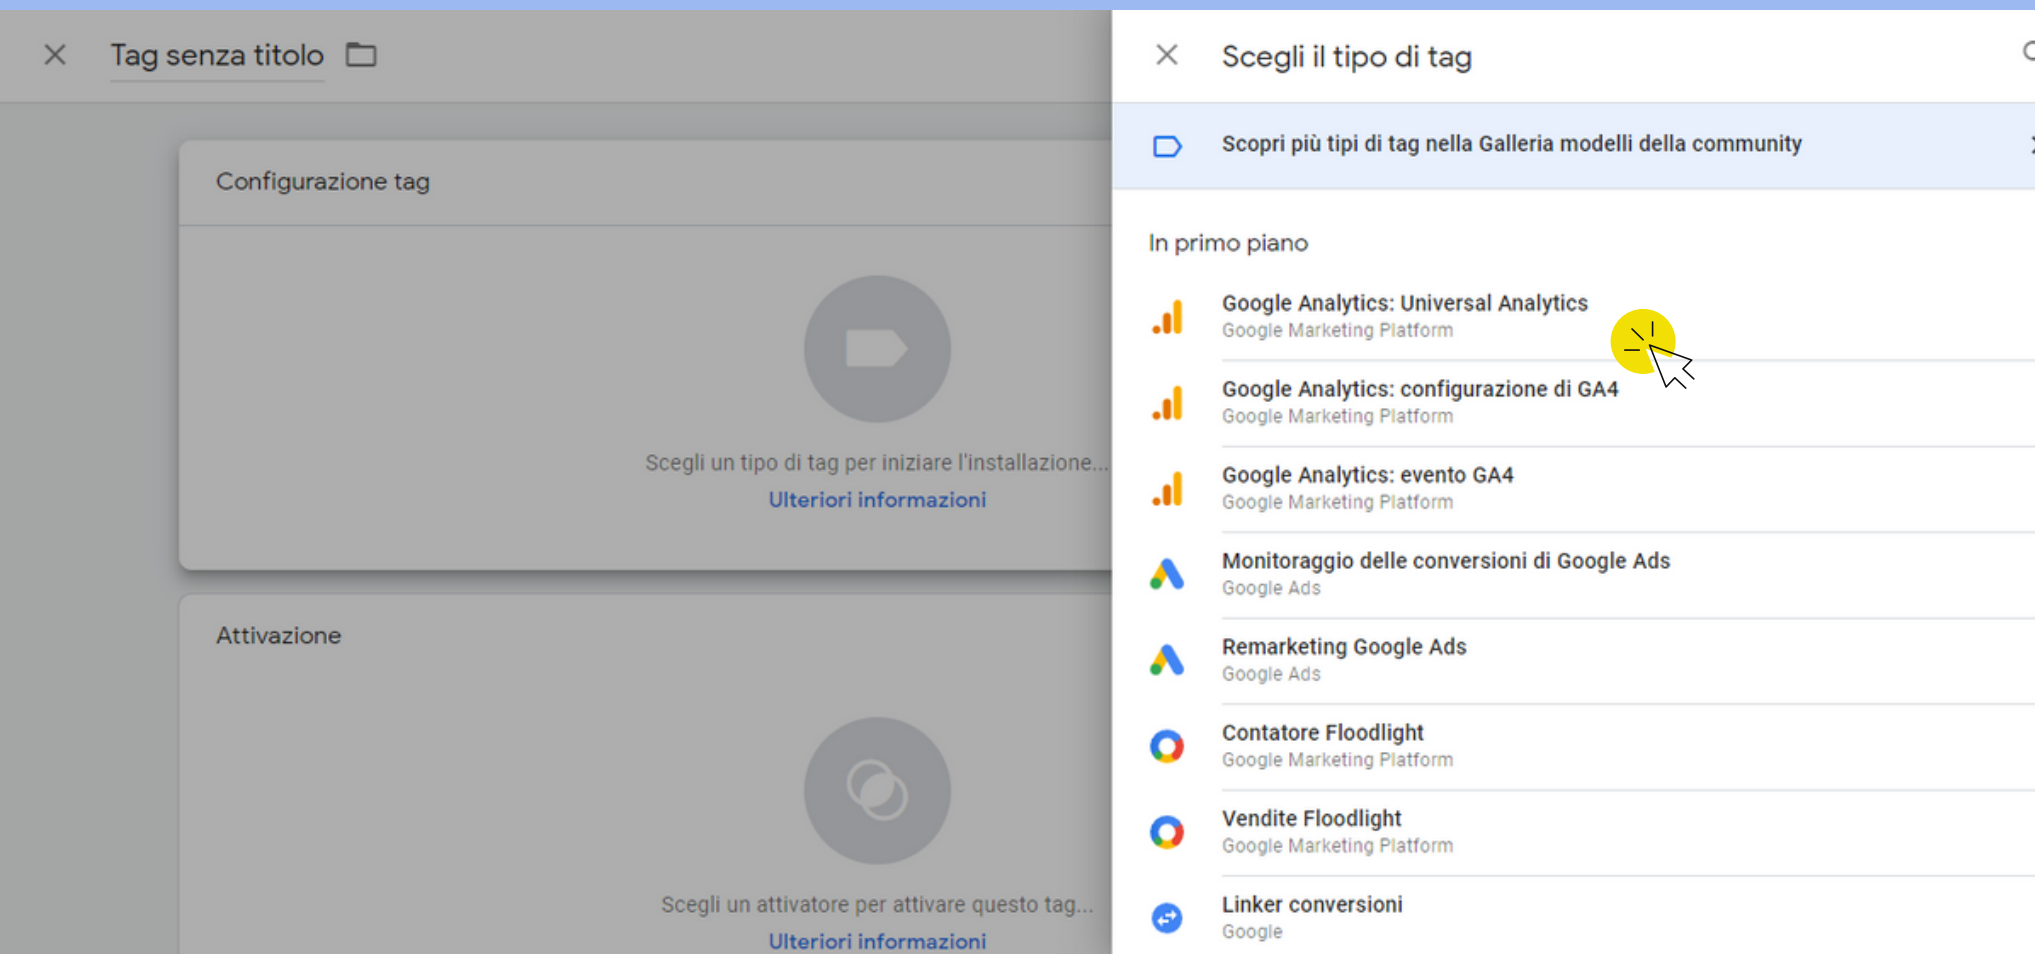 Tag senza titolo
Configurazione tag
Scegli un tipo di tag per iniziare l'installazione...
Ulteriori informazioni
Attivazione
Scegli un attivatore per attivare questo tag...
Ulteriori informazioni
Scegli il tipo di tag
Scopri più tipi di tag nella Galleria modelli della community
In primo piano
Google Analytics: Universal Analytics
Google Marketing Platform
Google Analytics: configurazione di GA4
Google Marketing Platform
Google Analytics: evento GA4
Google Marketing Platform
Monitoraggio delle conversioni di Google Ads
Google Ads
Remarketing Google Ads
Google Ads
Contatore Floodlight
Google Marketing Platform
Vendite Floodlight
Google Marketing Platform
Linker conversioni
Google